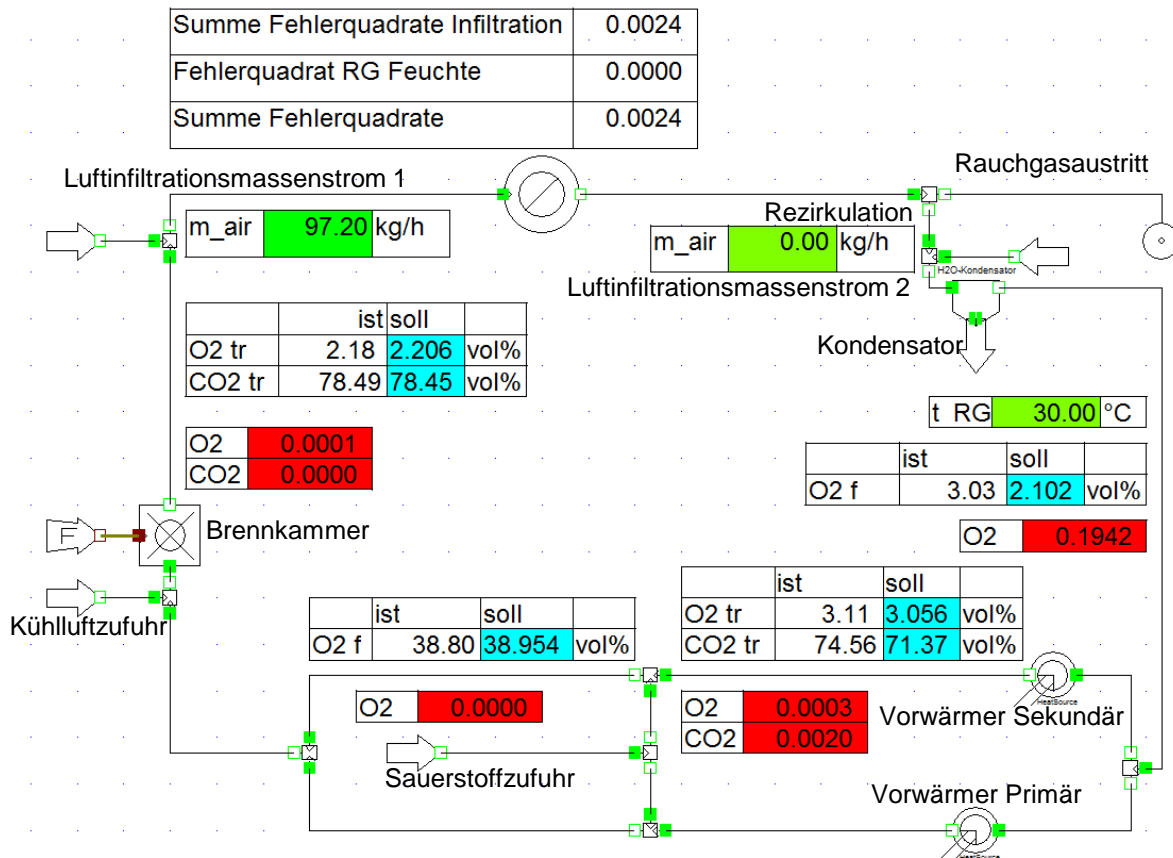 Summe Fehlerquadrate Infiltration 0.0024
Fehlerquadrat RG Feuchte 0.0000
Summe Fehlerquadrate 0.0024
Rauchgasaustritt
Luftinfiltrationsmassenstrom 1
m_air 97.20 kg/h
Rezirkulation
m_air 0.00 kg/h
H2O-Kondensator
Luftinfiltrationsmassenstrom 2
ist soll
O2 tr 2.18 2.206 vol%
CO2 tr 78.49 78.45 vol%
Kondensator
t RG 30.00 °C
O2 0.0001
CO2 0.0000
ist soll
O2 f 3.03 2.102 vol%
F
Brennkammer
O2 0.1942
ist soll
O2 tr 3.11 3.056 vol%
CO2 tr 74.56 71.37 vol%
Kühlluftzufuhr
ist soll
O2 f 38.80 38.954 vol%
O2 0.0000
O2 0.0003
CO2 0.0020
HeatSource
Vorwärmer Sekundär
Sauerstoffzufuhr
Vorwärmer Primär
HeatSource